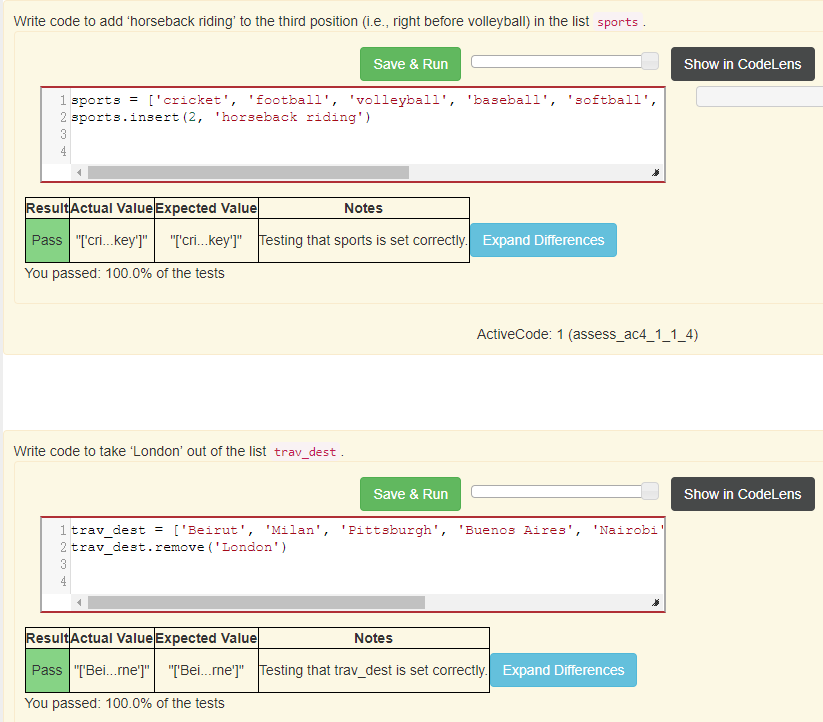 Write code to add ‘horseback riding’ to the third position (i.e., right before volleyball) in the list sports .
Save & Run
Show in CodeLens
1 sports = ['cricket', 'football', 'volleyball', 'baseball', 'softball',
2 sports.insert(2, 'horseback riding')
3
4
Result Actual Value Expected Value Notes
Pass "['cri...key']" "['cri...key']" Testing that sports is set correctly. Expand Differences
You passed: 100.0% of the tests
ActiveCode: 1 (assess_ac4_1_1_4)
Write code to take ‘London’ out of the list trav_dest .
Save & Run
Show in CodeLens
1 trav_dest = ['Beirut', 'Milan', 'Pittsburgh', 'Buenos Aires', 'Nairobi'
2 trav_dest.remove('London')
3
4
Result Actual Value Expected Value Notes
Pass "['Bei...rne']" "['Bei...rne']" Testing that trav_dest is set correctly. Expand Differences
You passed: 100.0% of the tests